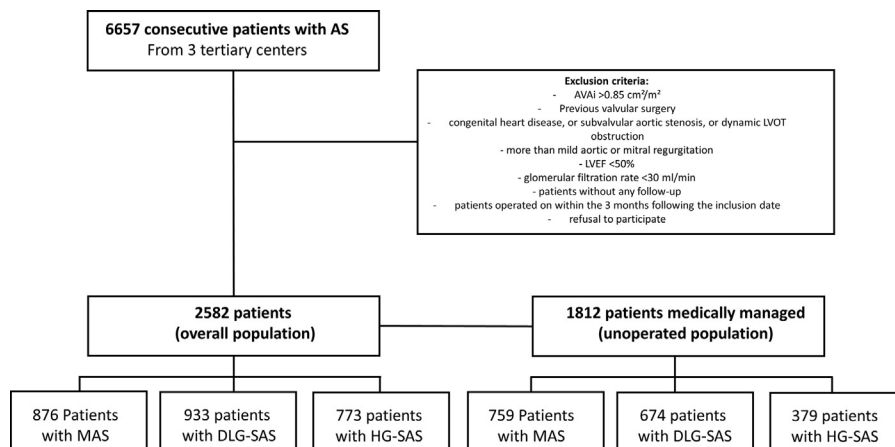 6657 consecutive patients with AS
From 3 tertiary centers
Exclusion criteria:
- AVAi >0.85 cm²/m²
- Previous valvular surgery
- congenital heart disease, or subvalvular aortic stenosis, or dynamic LVOT
obstruction
- more than mild aortic or mitral regurgitation
- LVEF <50%
- glomerular filtration rate <30 ml/min
- patients without any follow-up
- patients operated on within the 3 months following the inclusion date
- refusal to participate
2582 patients
(overall population)
1812 patients medically managed
(unoperated population)
876 Patients
with MAS
933 patients
with DLG-SAS
773 patients
with HG-SAS
759 patients
with MAS
674 patients
with DLG-SAS
379 patients
with HG-SAS